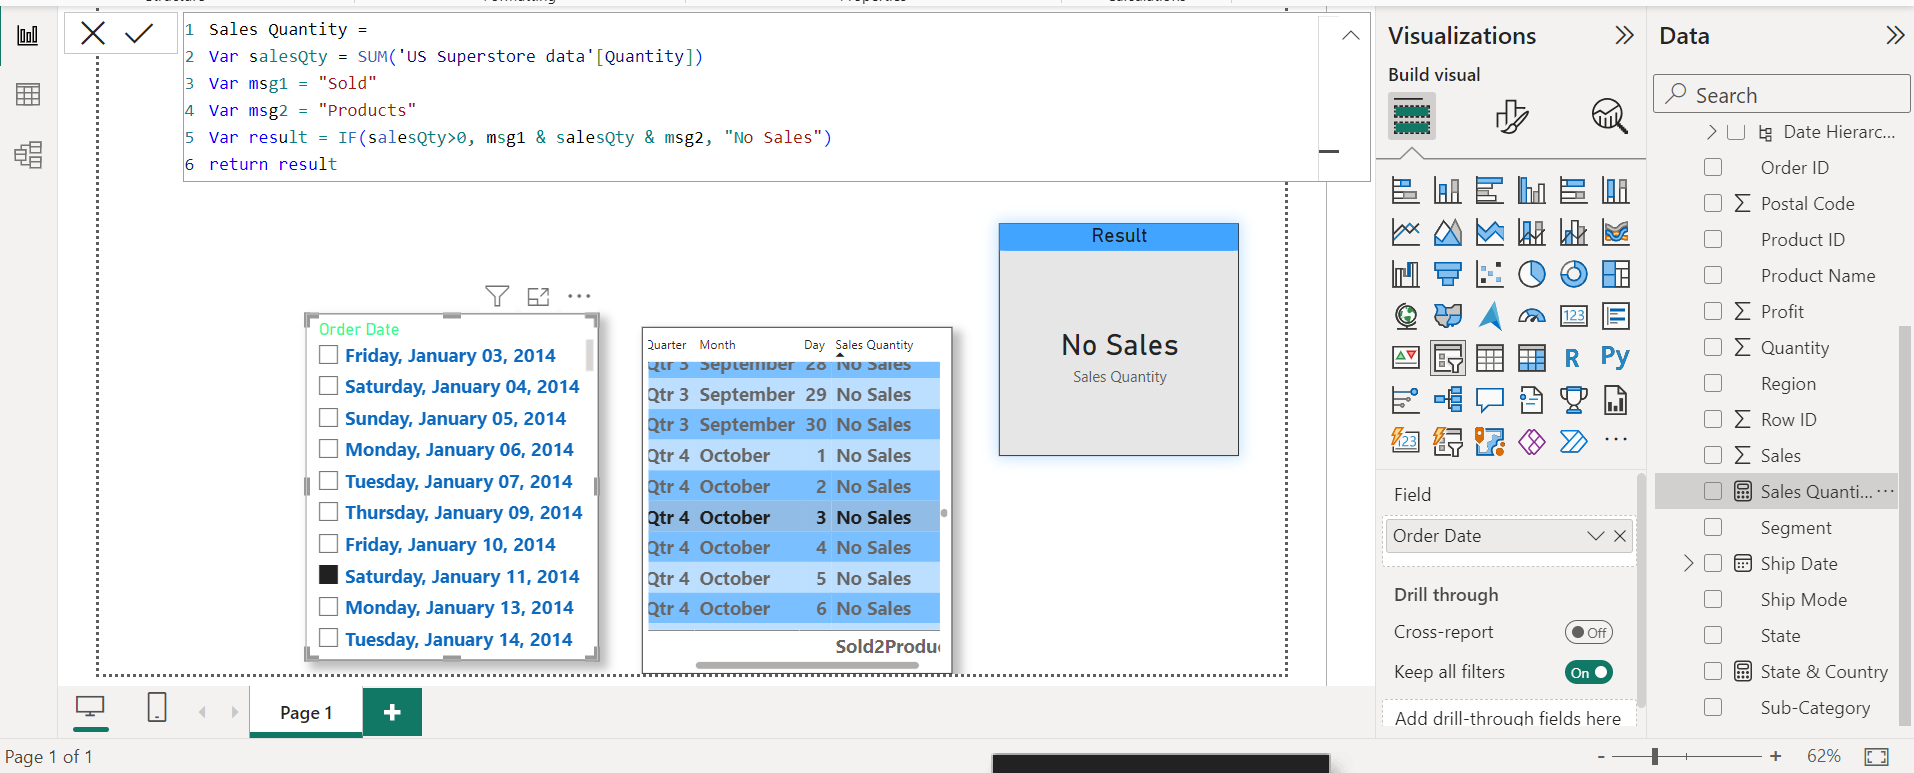 1 Sales Quantity =
2 Var salesQty = SUM('US Superstore data'[Quantity])
3 Var msg1 = "Sold"
4 Var msg2 = "Products"
5 Var result = IF(salesQty>0, msg1 & salesQty & msg2, "No Sales")
6 return result
Order Date
Friday, January 03, 2014
Saturday, January 04, 2014
Sunday, January 05, 2014
Monday, January 06, 2014
Tuesday, January 07, 2014
Thursday, January 09, 2014
Friday, January 10, 2014
Saturday, January 11, 2014
Monday, January 13, 2014
Tuesday, January 14, 2014
Quarter Month Day Sales Quantity
Qtr 3 September 28 No Sales
Qtr 3 September 29 No Sales
Qtr 3 September 30 No Sales
Qtr 4 October 1 No Sales
Qtr 4 October 2 No Sales
Qtr 4 October 3 No Sales
Qtr 4 October 4 No Sales
Qtr 4 October 5 No Sales
Qtr 4 October 6 No Sales
Sold2Produ
Result
No Sales
Sales Quantity
Page 1
+
Page 1 of 1
- + 62%
Visualizations
Build visual
123
R
Py
123
...
Field
Order Date
Drill through
Cross-report Off
Keep all filters On
Add drill-through fields here
Data
Search
Date Hierarc...
Order ID
Postal Code
Product ID
Product Name
Profit
Quantity
Region
Row ID
Sales
Sales Quanti... ...
Segment
Ship Date
Ship Mode
State
State & Country
Sub-Category